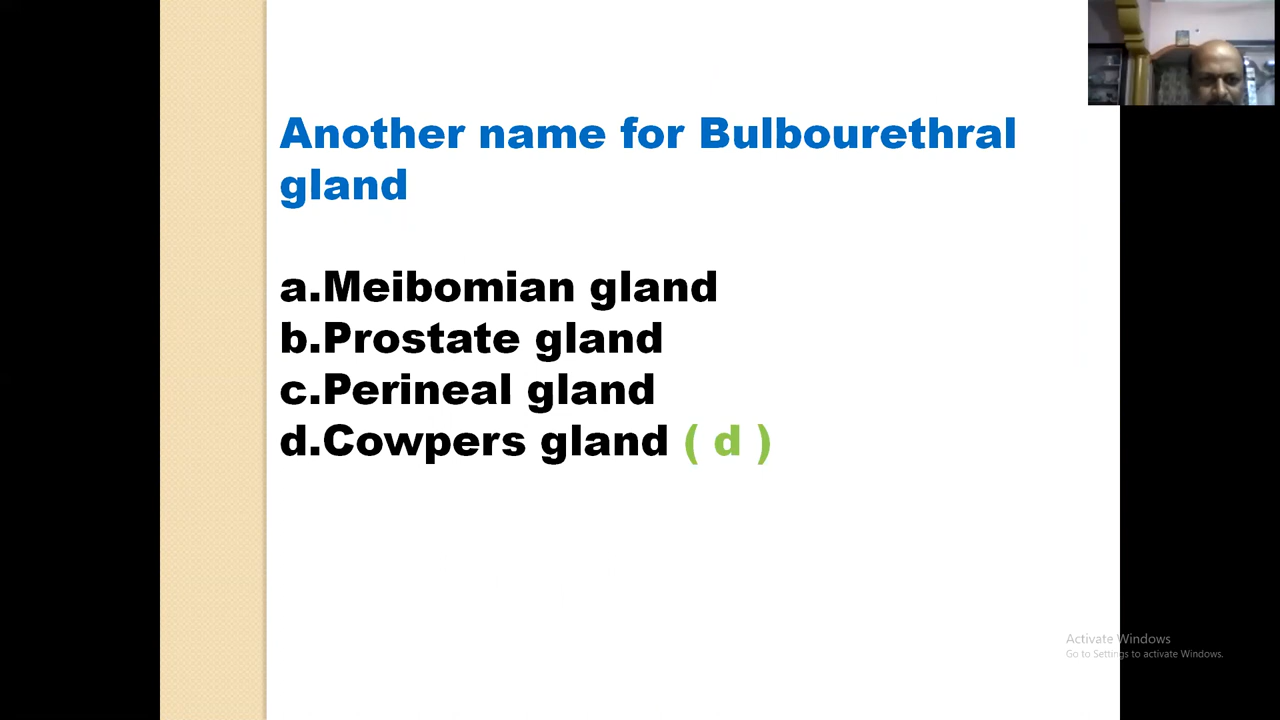 Another name for Bulbourethral
gland
a.Meibomian gland
b.Prostate gland
c.Perineal gland
d.Cowpers gland ( d )
Activate Windows
Go to Settings to activate Windows.